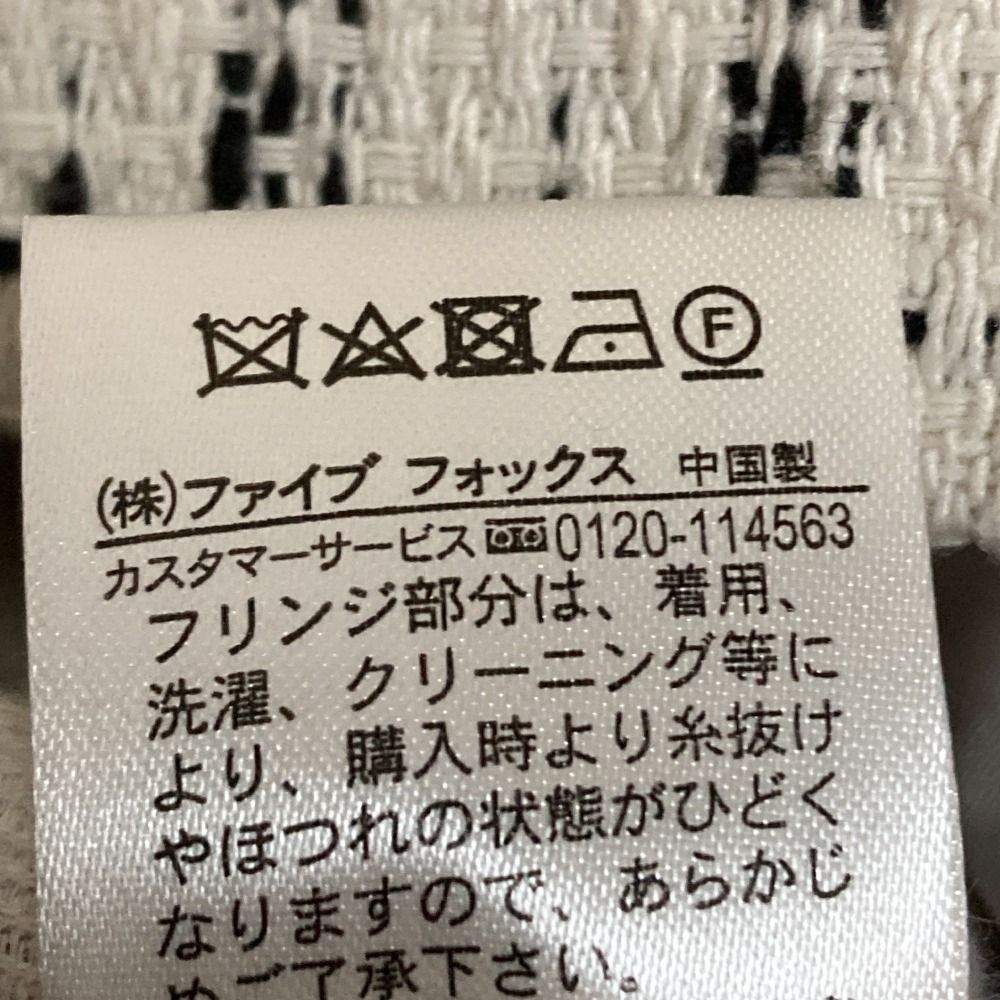 F
(株)ファイブ フォックス 中国製
カスタマーサービス 0120-114563
フリンジ部分は、着用、
洗濯、クリーニング等に
より、購入時より糸抜け
やほつれの状態がひどく
なりますので、あらかじ
めご了承下さい。